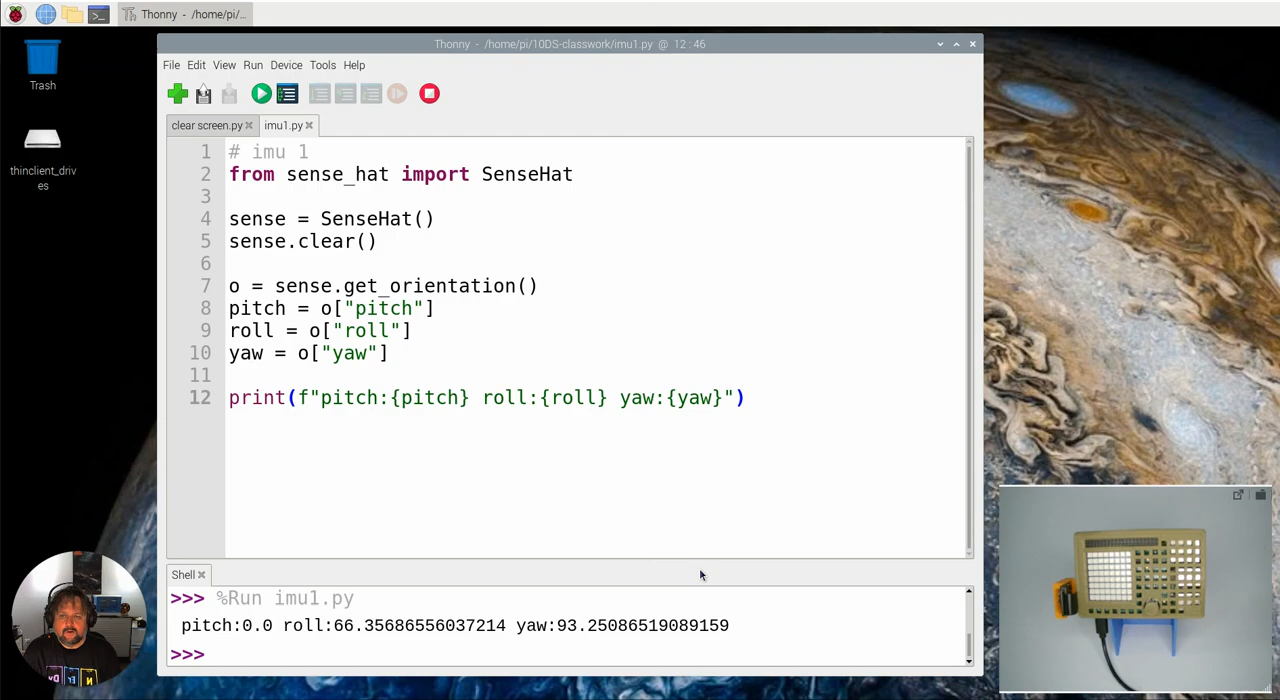 Thonny - /home/pi/...
Thonny - /home/pi/10DS-classwork/imu1.py @ 12:46
Trash
thinclient_driv
es
File Edit View Run Device Tools Help
clear screen.py imu1.py
1 # imu 1
2 from sense_hat import SenseHat
3
4 sense = SenseHat()
5 sense.clear()
6
7 o = sense.get_orientation()
8 pitch = o["pitch"]
9 roll = o["roll"]
10 yaw = o["yaw"]
11
12 print(f"pitch:{pitch} roll:{roll} yaw:{yaw}")
Shell
>>> %Run imu1.py
pitch:0.0 roll:66.35686556037214 yaw:93.25086519089159
>>>